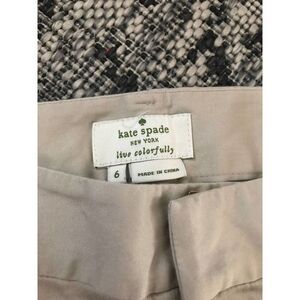 kate spade
NEW YORK
live colorfully
6
MADE IN CHINA